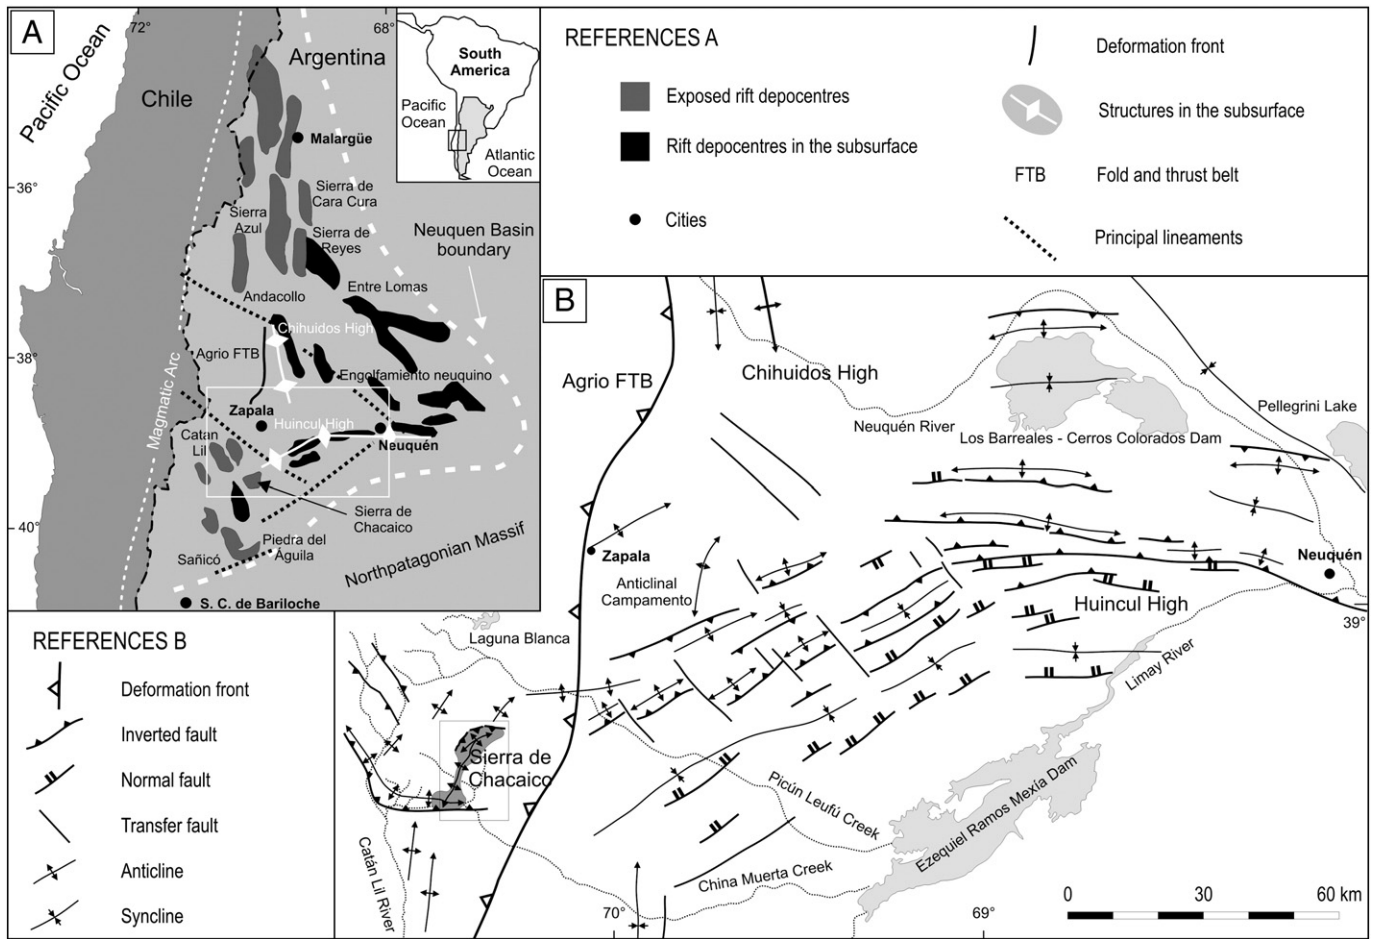 A
72°
68°
Pacific Ocean
Chile
Argentina
South
America
Pacific
Ocean
Atlantic
Ocean
Malargüe
Sierra de
Cara Cura
Sierra
Azul
Sierra de
Reyes
Neuquen Basin
boundary
36°
Andacollo
Entre Lomas
Chihuidos High
Agrio FTB
38°
Engolfamiento neuquino
Magmatic Arc
Zapala
Huincul High
Neuquén
Catan
Lil
Sierra de
Chacaico
40°
Piedra del
Águila
Sañicó
Northpatagonian Massif
S. C. de Bariloche
REFERENCES A
Exposed rift depocentres
Rift depocentres in the subsurface
Cities
Deformation front
Structures in the subsurface
FTB
Fold and thrust belt
Principal lineaments
REFERENCES B
Deformation front
Inverted fault
Normal fault
Transfer fault
Anticline
Syncline
B
Agrio FTB
Chihuidos High
Neuquén River
Los Barreales - Cerros Colorados Dam
Pellegrini Lake
Zapala
Anticlinal
Campamento
Neuquén
Huincul High
39°
Laguna Blanca
Limay River
Sierra de
Chacaico
Picún Leufú Creek
Ezequiel Ramos Mexía Dam
Catán Lil River
China Muerta Creek
70°
69°
0
30
60 km